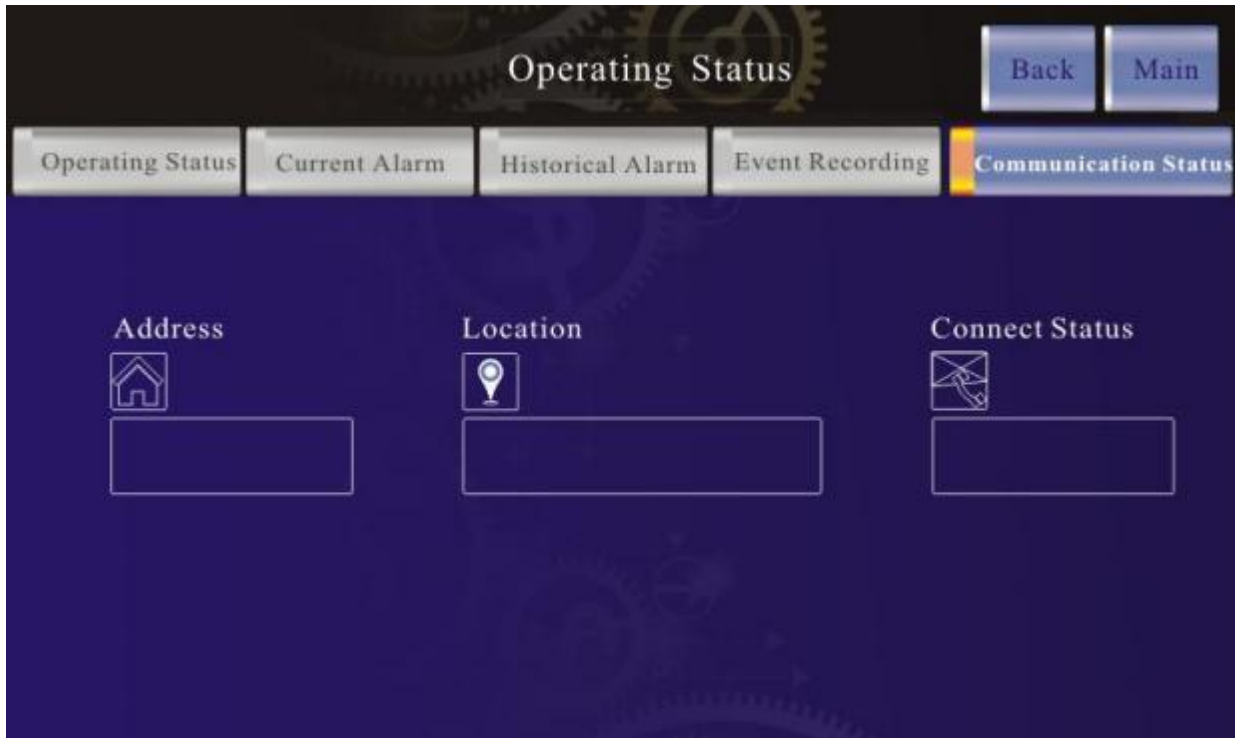 Operating Status
Back
Main
Operating Status
Current Alarm
Historical Alarm
Event Recording
Communication Status
Address
Location
Connect Status